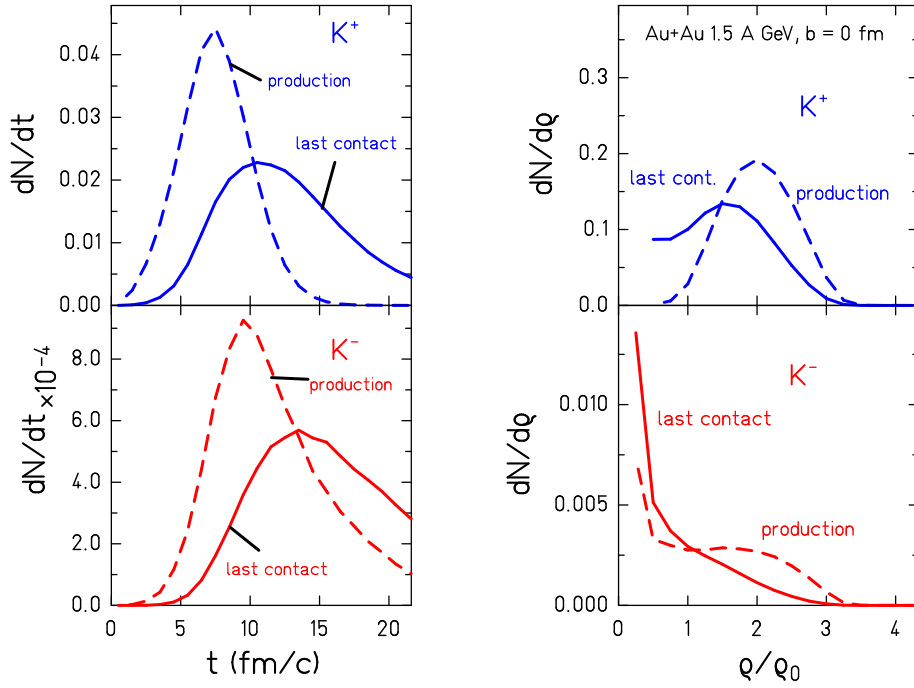 K⁺
production
last contact
dN/dt
0.04
0.03
0.02
0.01
0.00
Au+Au 1.5 A GeV, b = 0 fm
K⁺
last cont.
production
dN/dϱ
0.3
0.2
0.1
0.0
K⁻
production
last contact
dN/dt ×10⁻⁴
8.0
6.0
4.0
2.0
0.0
0 5 10 15 20
t (fm/c)
K⁻
last contact
production
dN/dϱ
0.010
0.005
0.000
0 1 2 3 4
ϱ/ϱ₀